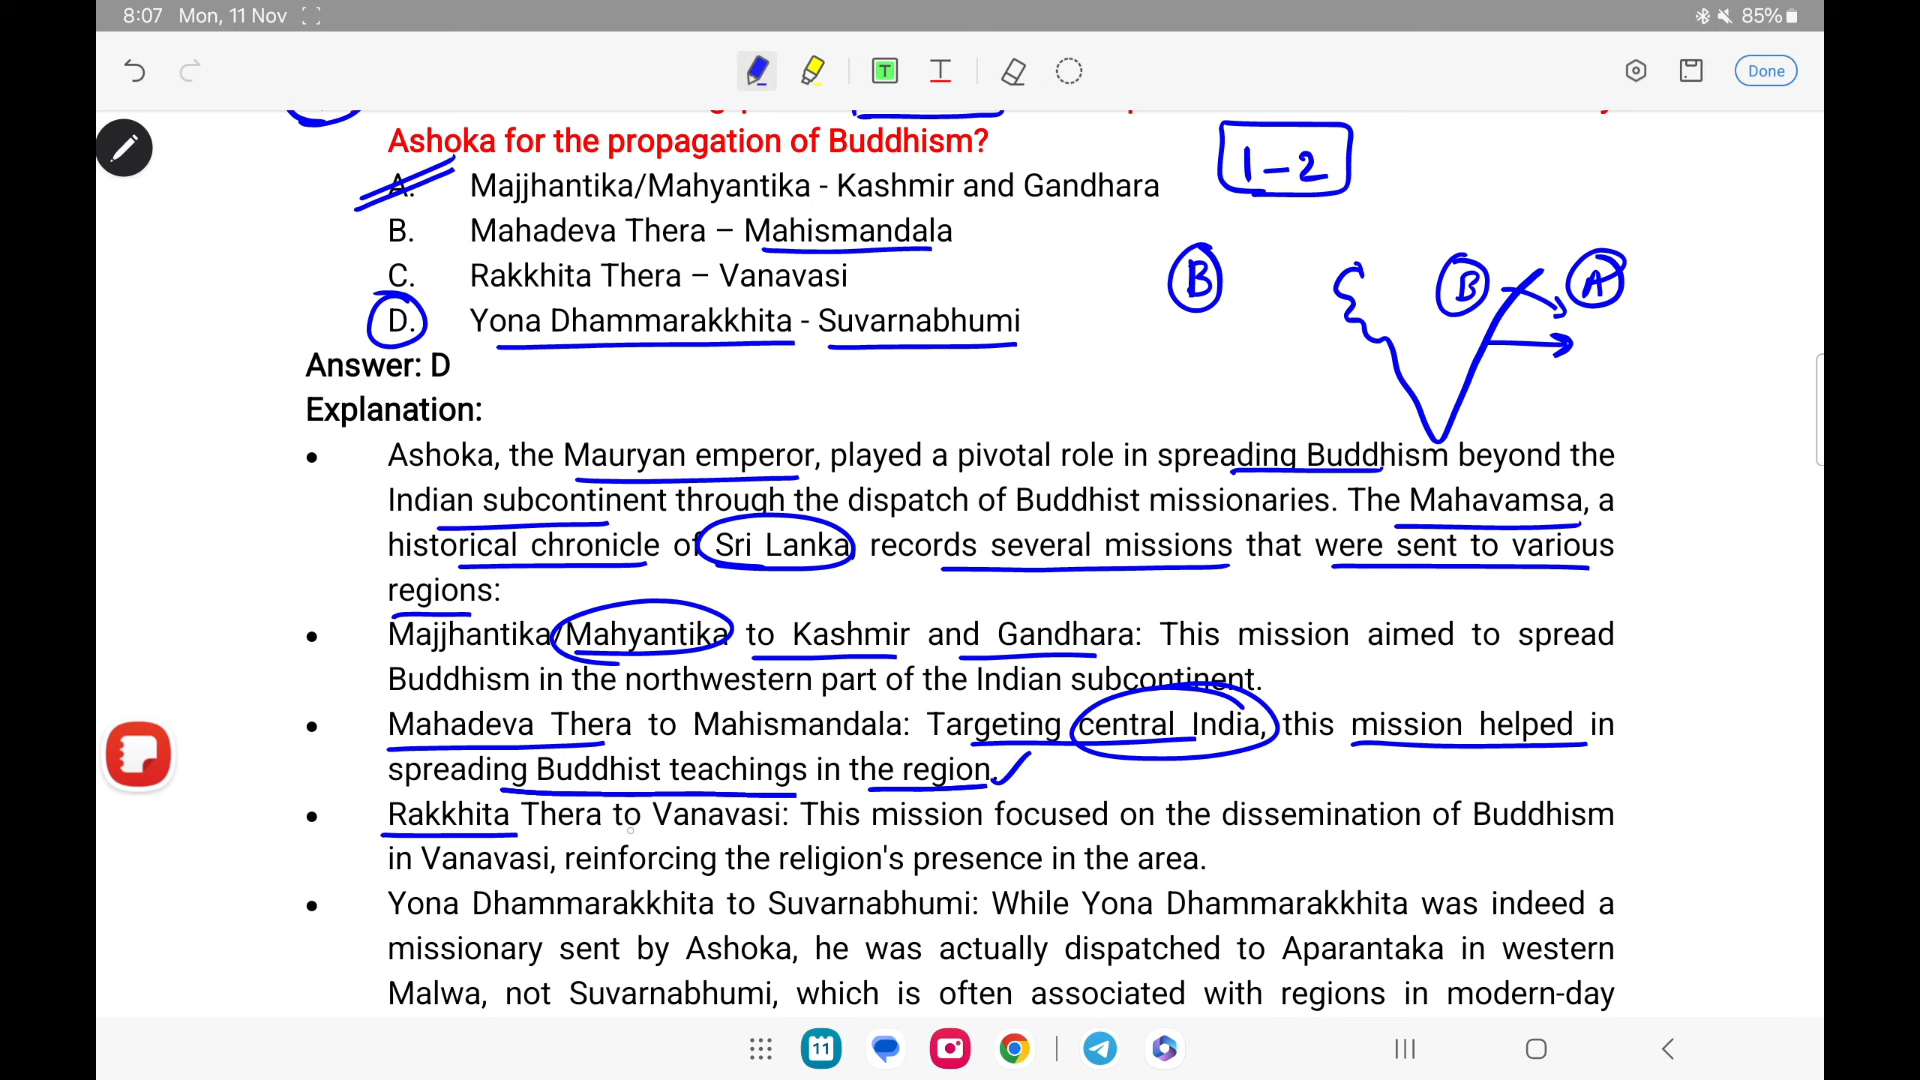 8:07 Mon, 11 Nov 85%
T T Done
Ashoka for the propagation of Buddhism?
1-2
A. Majjhantika/Mahyantika - Kashmir and Gandhara
B. Mahadeva Thera – Mahismandala
C. Rakkhita Thera – Vanavasi
B B A
D. Yona Dhammarakkhita - Suvarnabhumi
Answer: D
Explanation:
• Ashoka, the Mauryan emperor, played a pivotal role in spreading Buddhism beyond the
Indian subcontinent through the dispatch of Buddhist missionaries. The Mahavamsa, a
historical chronicle of Sri Lanka, records several missions that were sent to various
regions:
• Majjhantika/Mahyantika to Kashmir and Gandhara: This mission aimed to spread
Buddhism in the northwestern part of the Indian subcontinent.
• Mahadeva Thera to Mahismandala: Targeting central India, this mission helped in
spreading Buddhist teachings in the region.
• Rakkhita Thera to Vanavasi: This mission focused on the dissemination of Buddhism
in Vanavasi, reinforcing the religion's presence in the area.
• Yona Dhammarakkhita to Suvarnabhumi: While Yona Dhammarakkhita was indeed a
missionary sent by Ashoka, he was actually dispatched to Aparantaka in western
Malwa, not Suvarnabhumi, which is often associated with regions in modern-day
11